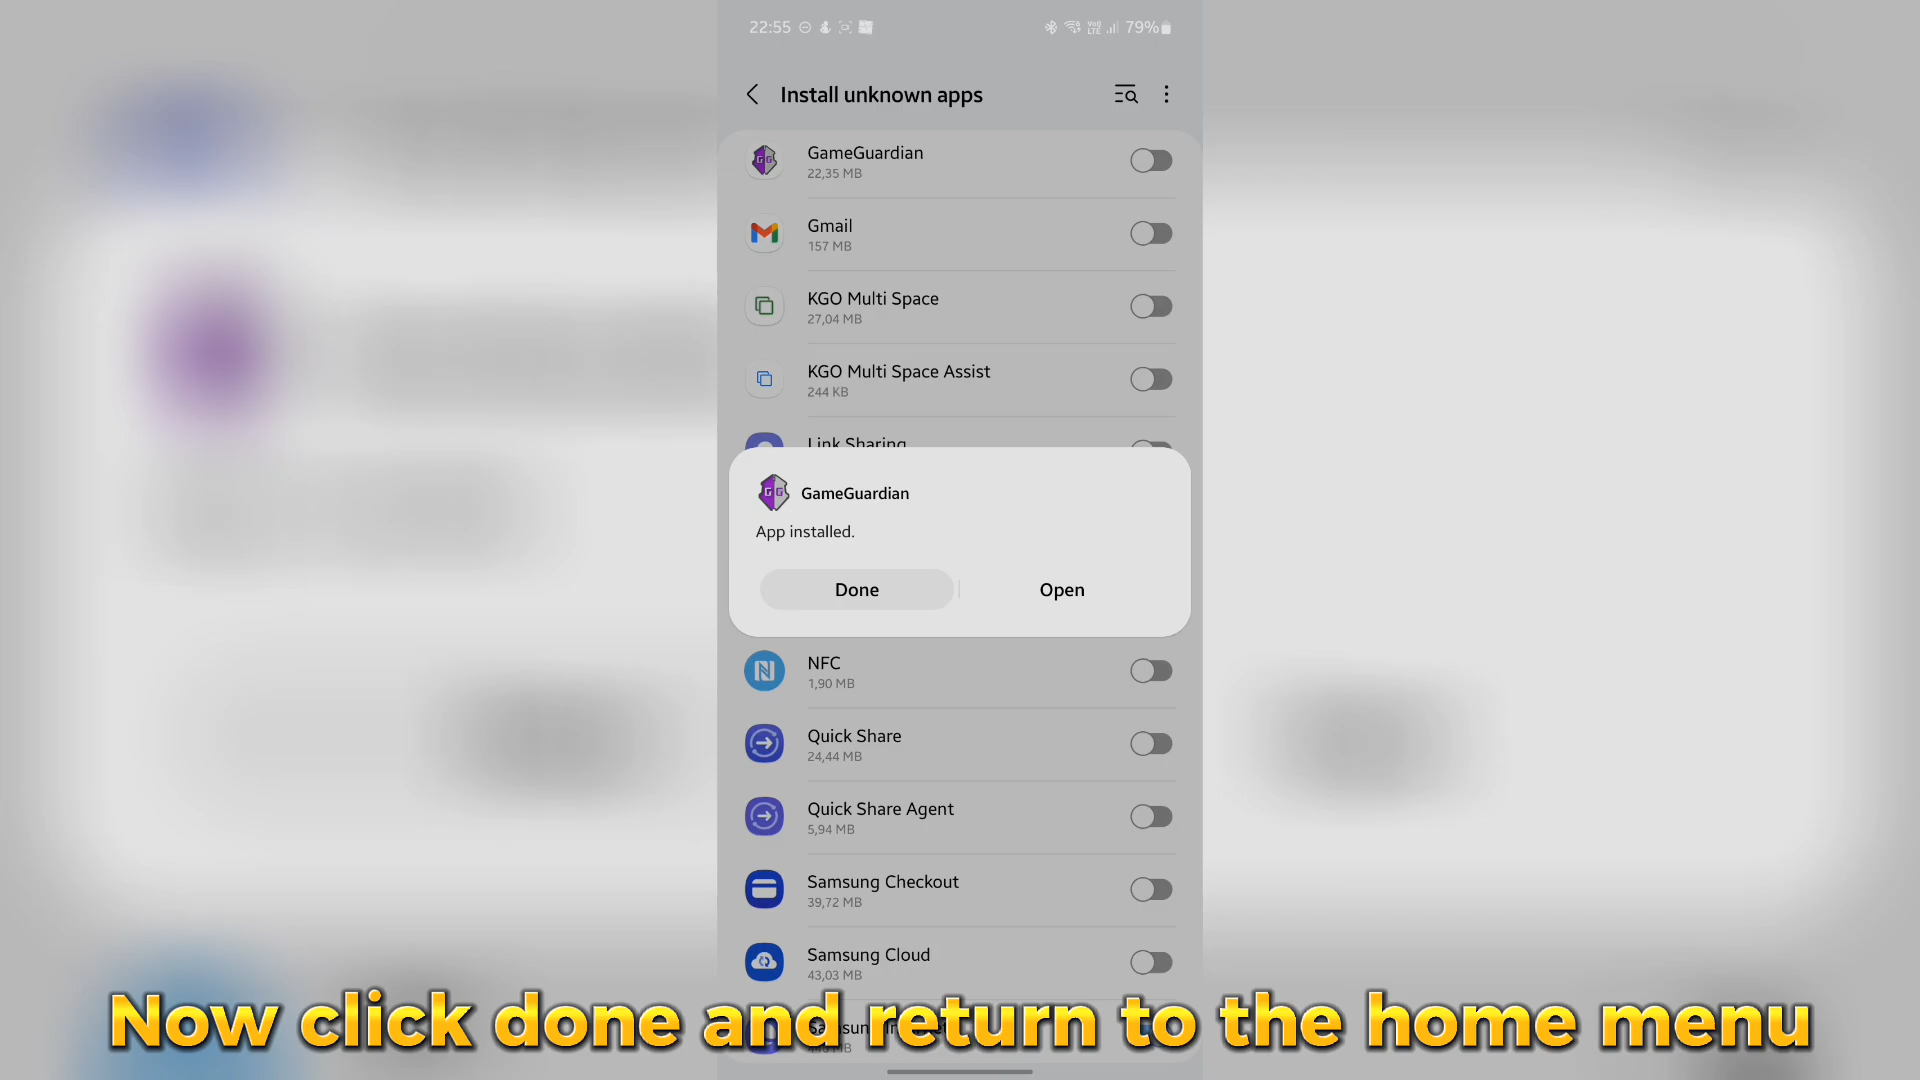 22:55
79%
Install unknown apps
GameGuardian
22,35 MB
Gmail
157 MB
KGO Multi Space
27,04 MB
KGO Multi Space Assist
244 KB
Link Sharing
GameGuardian
App installed.
Done
Open
NFC
1,90 MB
Quick Share
24,44 MB
Quick Share Agent
5,94 MB
Samsung Checkout
39,72 MB
Samsung Cloud
43,03 MB
Now click done and return to the home menu